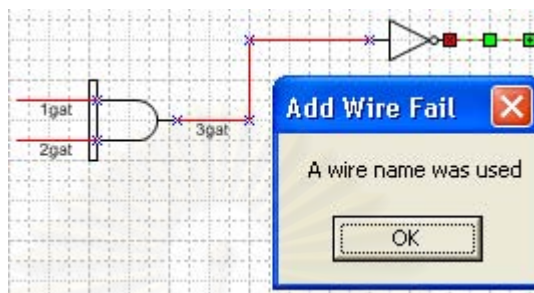 1gat
2gat
3gat
Add Wire Fail
A wire name was used
OK